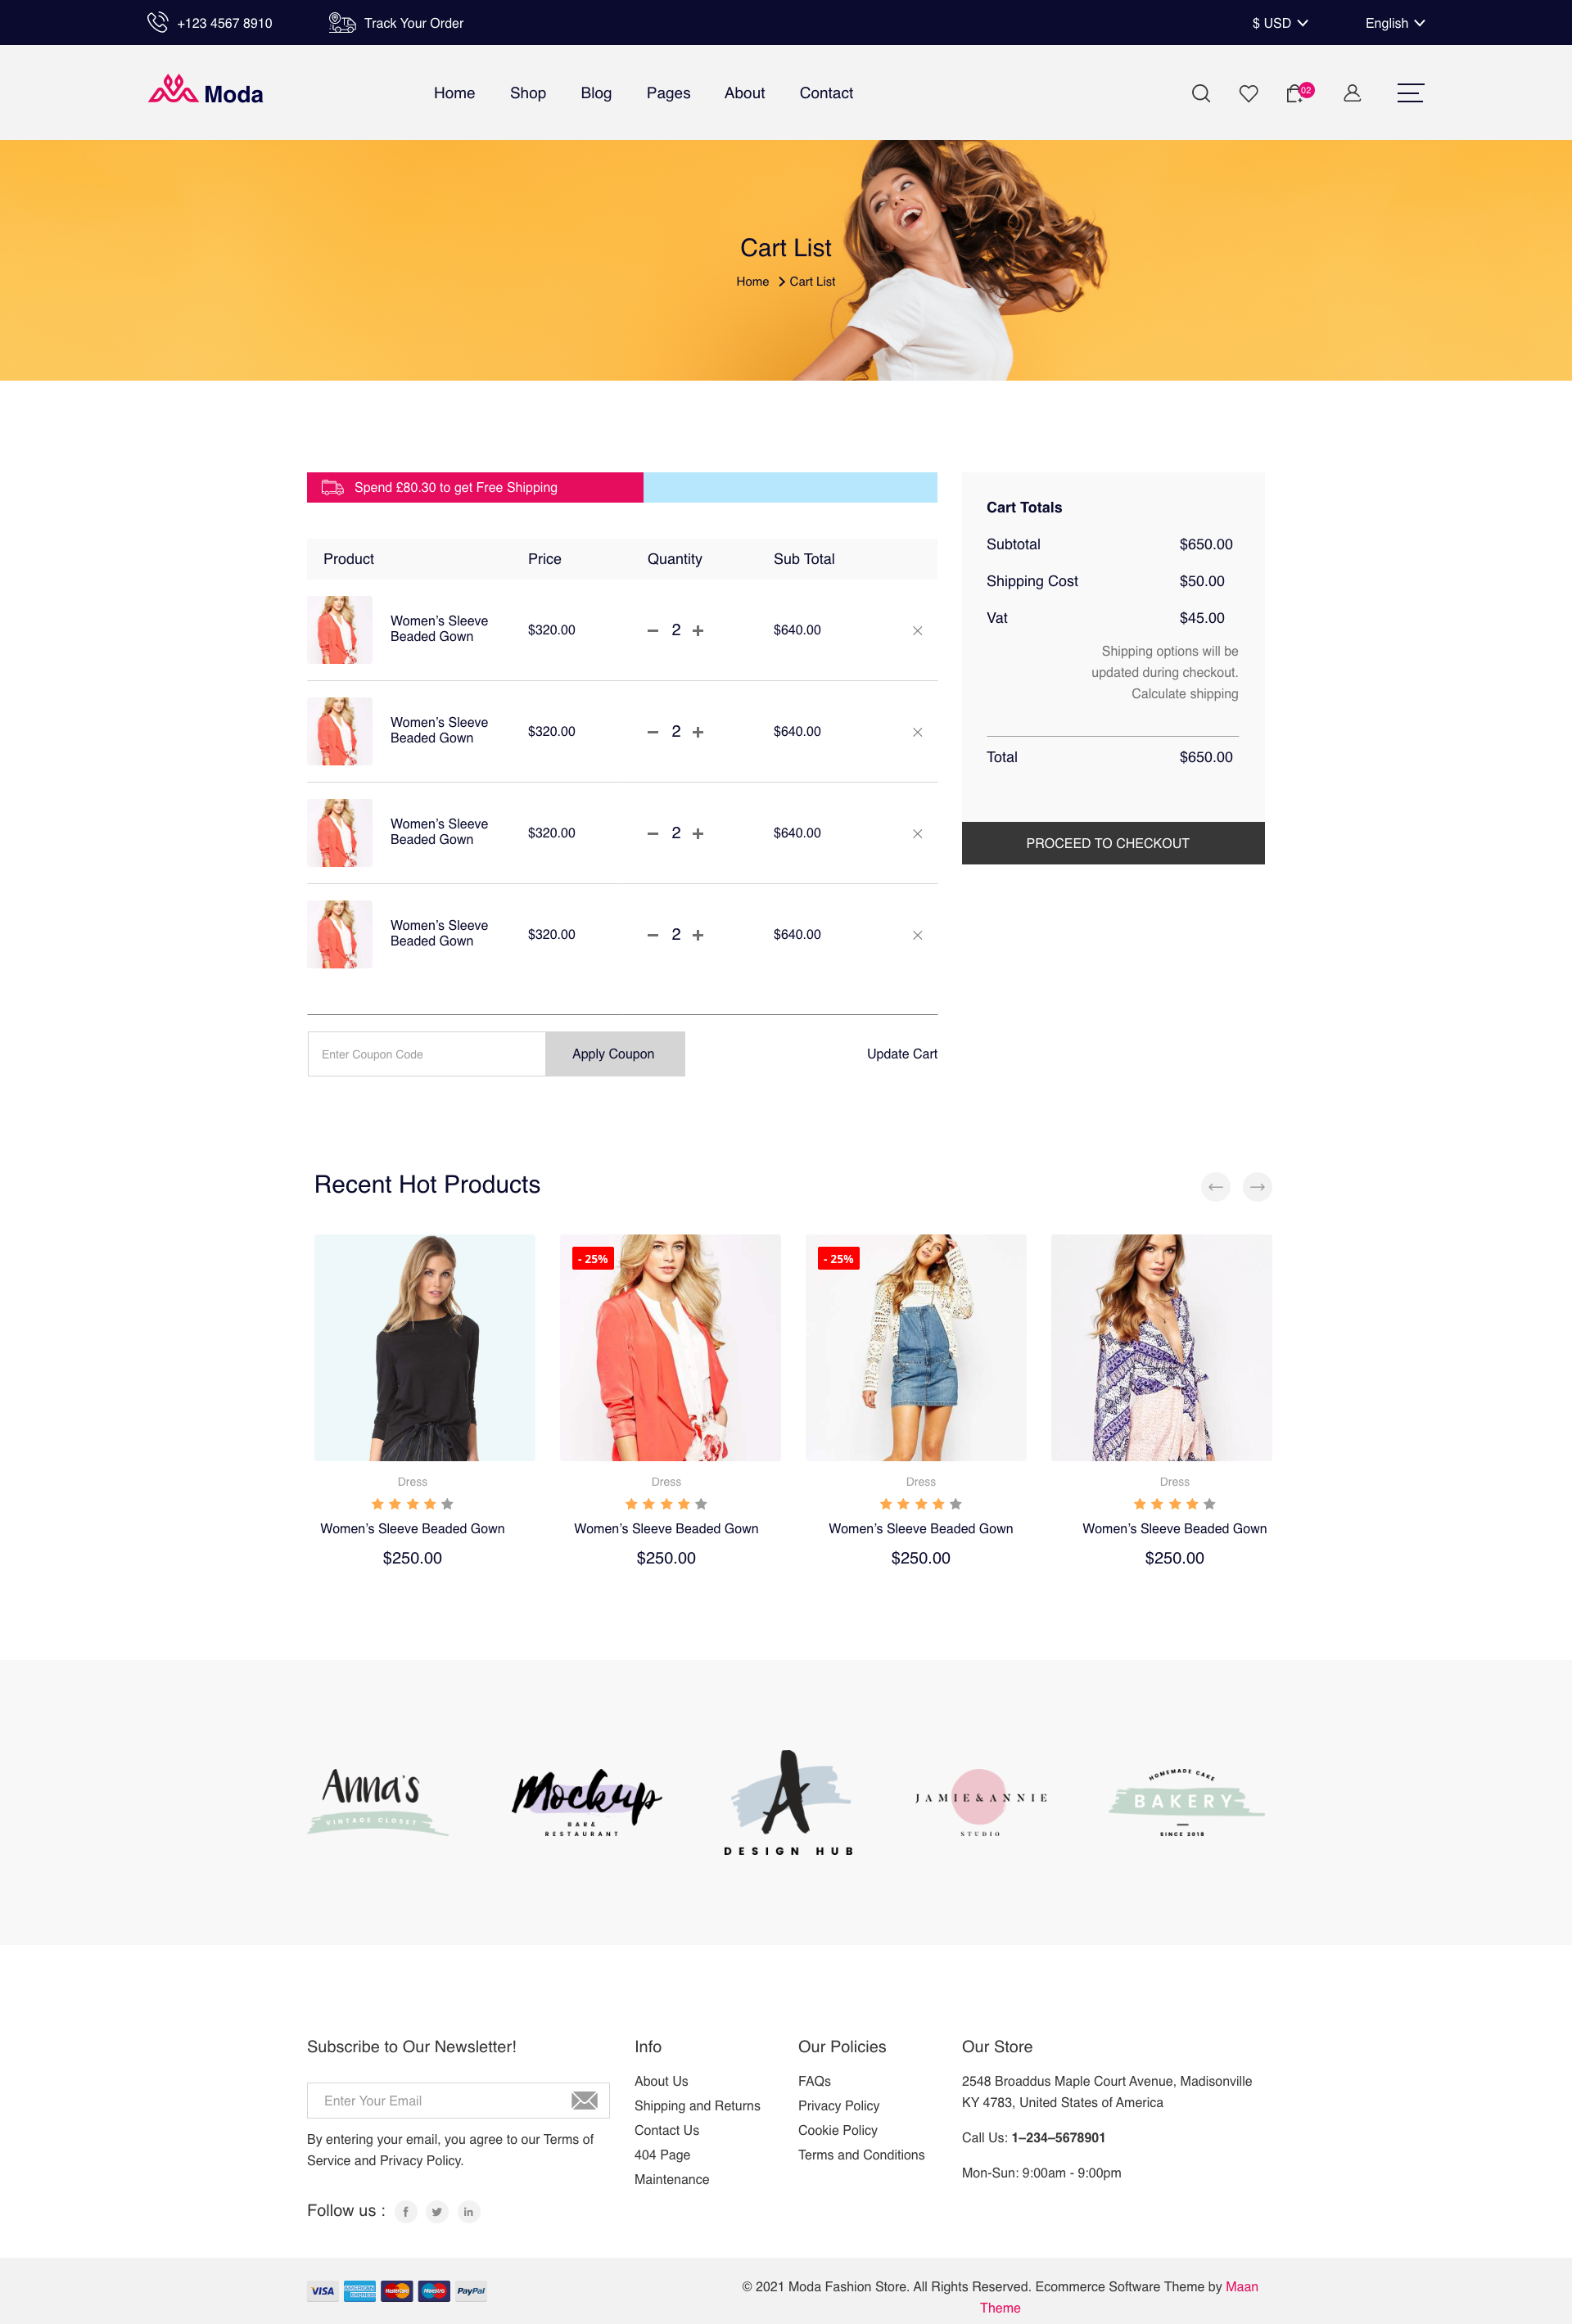 +123 4567 8910
Track Your Order
$ USD
English
Moda
Home
Shop
Blog
Pages
About
Contact
02
Cart List
Home
Cart List
Spend £80.30 to get Free Shipping
Product
Price
Quantity
Sub Total
Women's Sleeve
Beaded Gown
$320.00
2
$640.00
Women's Sleeve
Beaded Gown
$320.00
2
$640.00
Women's Sleeve
Beaded Gown
$320.00
2
$640.00
Women's Sleeve
Beaded Gown
$320.00
2
$640.00
Enter Coupon Code
Apply Coupon
Update Cart
Cart Totals
Subtotal
$650.00
Shipping Cost
$50.00
Vat
$45.00
Shipping options will be
updated during checkout.
Calculate shipping
Total
$650.00
PROCEED TO CHECKOUT
Recent Hot Products
- 25%
- 25%
Dress
Women's Sleeve Beaded Gown
$250.00
Dress
Women's Sleeve Beaded Gown
$250.00
Dress
Women's Sleeve Beaded Gown
$250.00
Dress
Women's Sleeve Beaded Gown
$250.00
Anna's
VINTAGE CLOSET
Mockup
BAR&
RESTAURANT
A
DESIGN HUB
JAMIE&ANNIE
STUDIO
HOMEMADE CAKE
BAKERY
SINCE 2018
Subscribe to Our Newsletter!
Enter Your Email
By entering your email, you agree to our Terms of
Service and Privacy Policy.
Follow us :
f
in
Info
About Us
Shipping and Returns
Contact Us
404 Page
Maintenance
Our Policies
FAQs
Privacy Policy
Cookie Policy
Terms and Conditions
Our Store
2548 Broaddus Maple Court Avenue, Madisonville
KY 4783, United States of America
Call Us: 1–234–5678901
Mon-Sun: 9:00am - 9:00pm
VISA
AMERICAN
EXPRESS
MasterCard
Maestro
PayPal
© 2021 Moda Fashion Store. All Rights Reserved. Ecommerce Software Theme by Maan
Theme